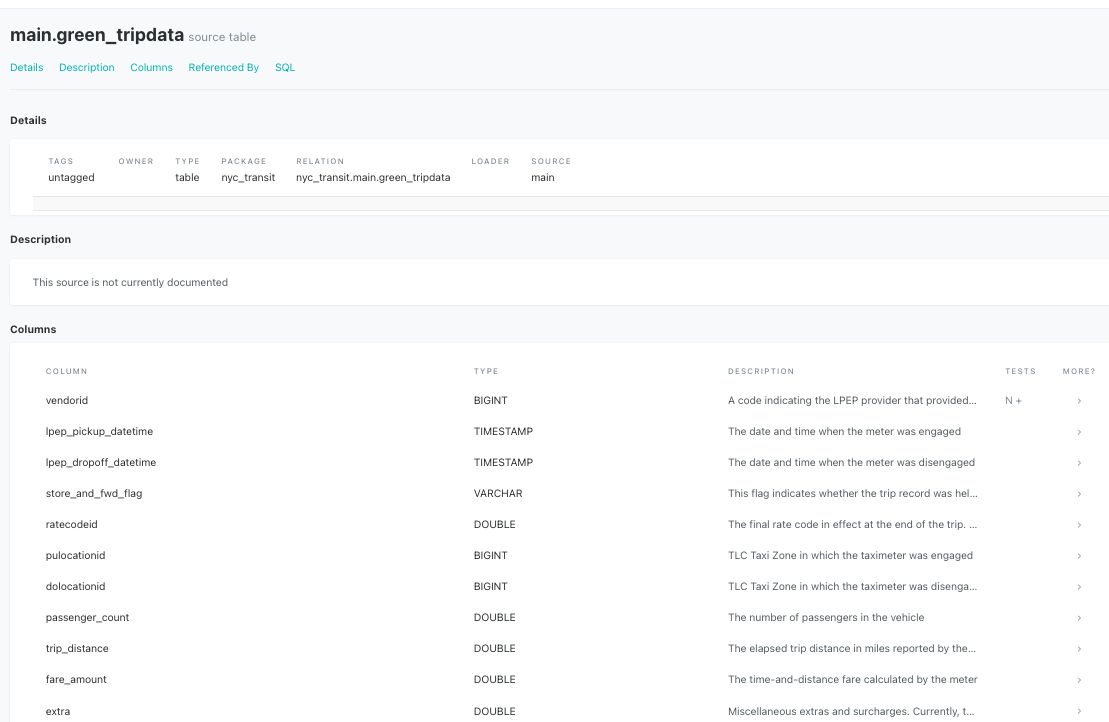 main.green_tripdata source table
Details Description Columns Referenced By SQL
Details
TAGS OWNER TYPE PACKAGE RELATION LOADER SOURCE
untagged table nyc_transit nyc_transit.main.green_tripdata main
Description
This source is not currently documented
Columns
COLUMN TYPE DESCRIPTION TESTS MORE?
vendorid BIGINT A code indicating the LPEP provider that provided... N + ›
lpep_pickup_datetime TIMESTAMP The date and time when the meter was engaged ›
lpep_dropoff_datetime TIMESTAMP The date and time when the meter was disengaged ›
store_and_fwd_flag VARCHAR This flag indicates whether the trip record was hel... ›
ratecodeid DOUBLE The final rate code in effect at the end of the trip. ... ›
pulocationid BIGINT TLC Taxi Zone in which the taximeter was engaged ›
dolocationid BIGINT TLC Taxi Zone in which the taximeter was disenga... ›
passenger_count DOUBLE The number of passengers in the vehicle ›
trip_distance DOUBLE The elapsed trip distance in miles reported by the... ›
fare_amount DOUBLE The time-and-distance fare calculated by the meter ›
extra DOUBLE Miscellaneous extras and surcharges. Currently, t... ›